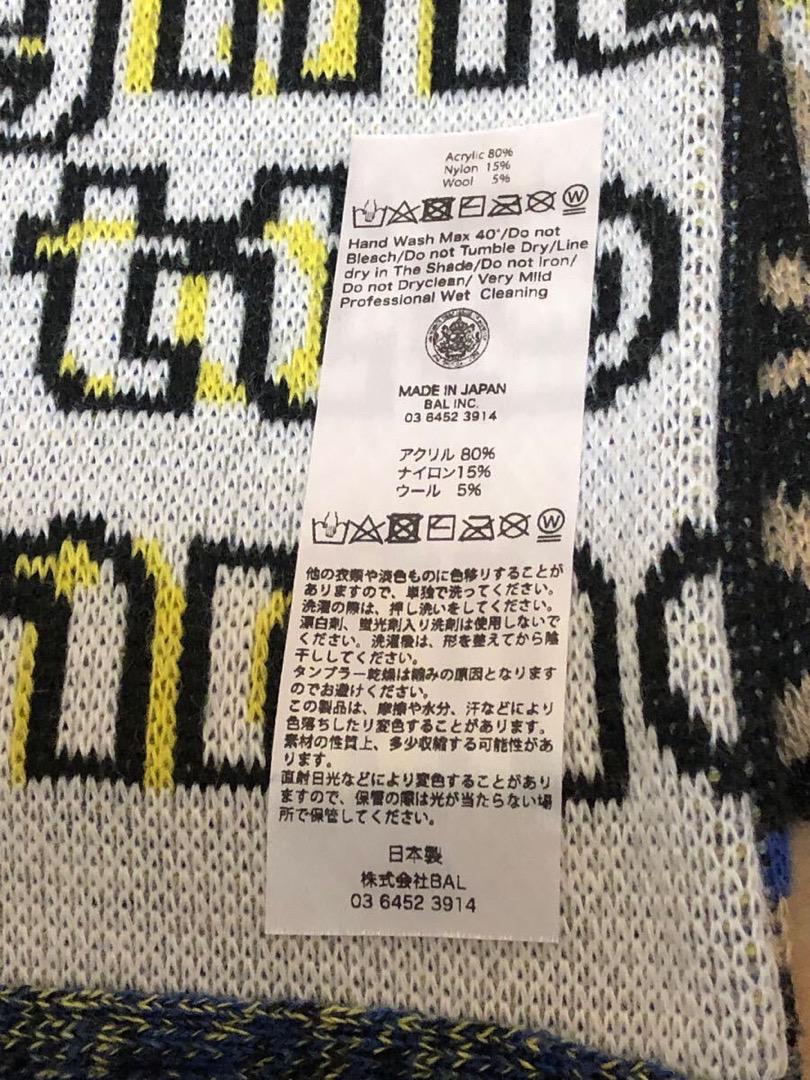 Acrylic 80%
Nylon 15%
Wool 5%
W
Hand Wash Max 40°/Do not
Bleach/Do not Tumble Dry/Line
dry in The Shade/Do not Iron/
Do not Dryclean/ Very Mild
Professional Wet Cleaning
MADE IN JAPAN
BAL INC.
03 6452 3914
アクリル 80%
ナイロン15%
ウール 5%
W
他の衣類や淡色ものに色移りすることが
ありますので、単独で洗ってください。
洗濯の際は、押し洗いをしてください。
漂白剤、蛍光剤入り洗剤は使用しないで
ください。洗濯後は、形を整えてから陰
干ししてください。
タンブラー乾燥は縮みの原因となります
のでお避けください。
この製品は、摩擦や水分、汗などにより
色落ちしたり変色することがあります。
素材の性質上、多少収縮する可能性があ
ります。
直射日光などにより変色することがあり
ますので、保管の際は光が当たらない場
所で保管してください。
日本製
株式会社BAL
03 6452 3914